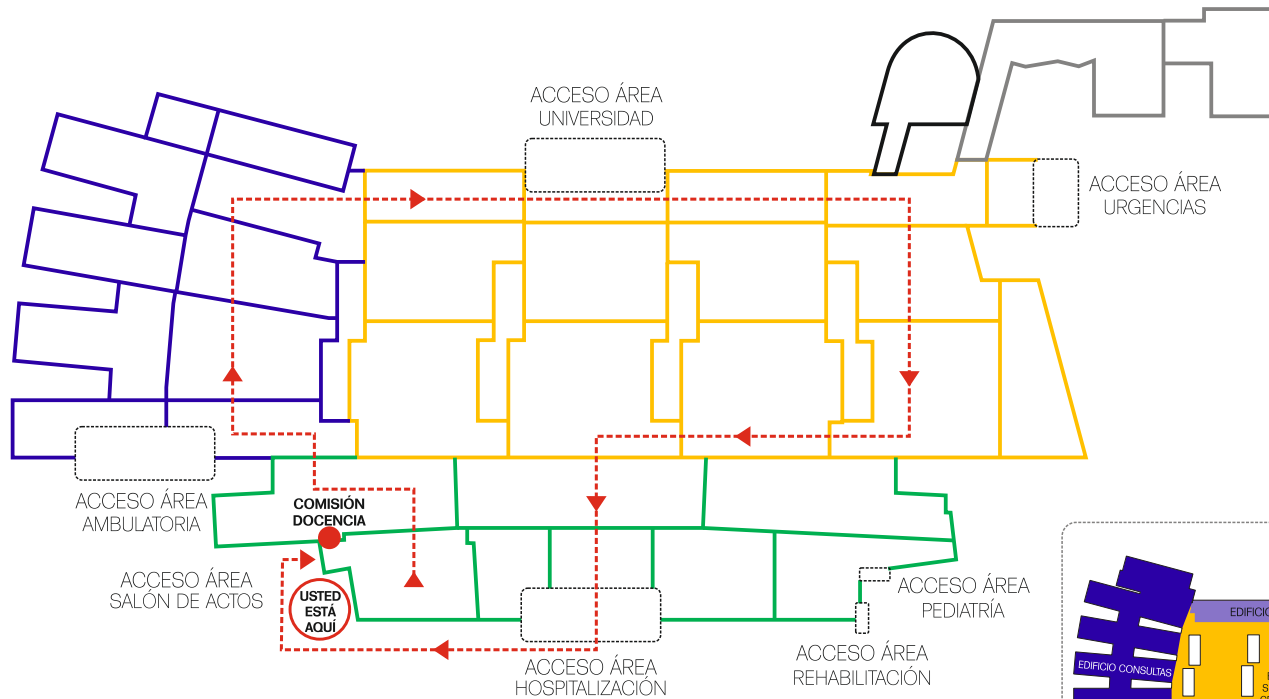 ACCESO ÁREA
UNIVERSIDAD
ACCESO ÁREA
URGENCIAS
ACCESO ÁREA
AMBULATORIA
COMISIÓN
DOCENCIA
ACCESO ÁREA
SALÓN DE ACTOS
USTED
ESTÁ
AQUÍ
ACCESO ÁREA
PEDIATRÍA
ACCESO ÁREA
REHABILITACIÓN
ACCESO ÁREA
HOSPITALIZACIÓN
EDIFICIO
EDIFICIO CONSULTAS